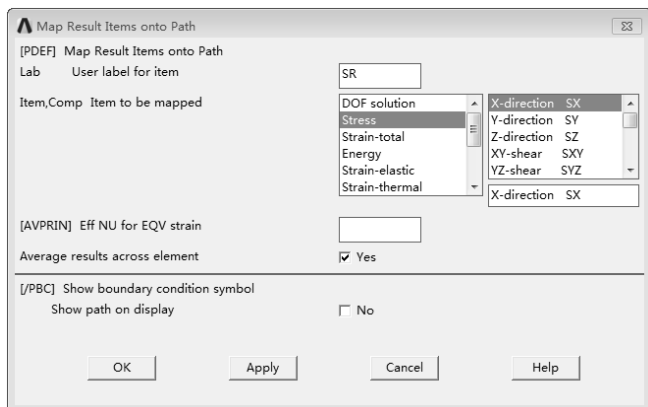 Map Result Items onto Path
[PDEF] Map Result Items onto Path
Lab User label for item SR
Item,Comp Item to be mapped
DOF solution
Stress
Strain-total
Energy
Strain-elastic
Strain-thermal
X-direction SX
Y-direction SY
Z-direction SZ
XY-shear SXY
YZ-shear SYZ
X-direction SX
[AVPRIN] Eff NU for EQV strain
Average results across element Yes
[/PBC] Show boundary condition symbol
Show path on display No
OK Apply Cancel Help